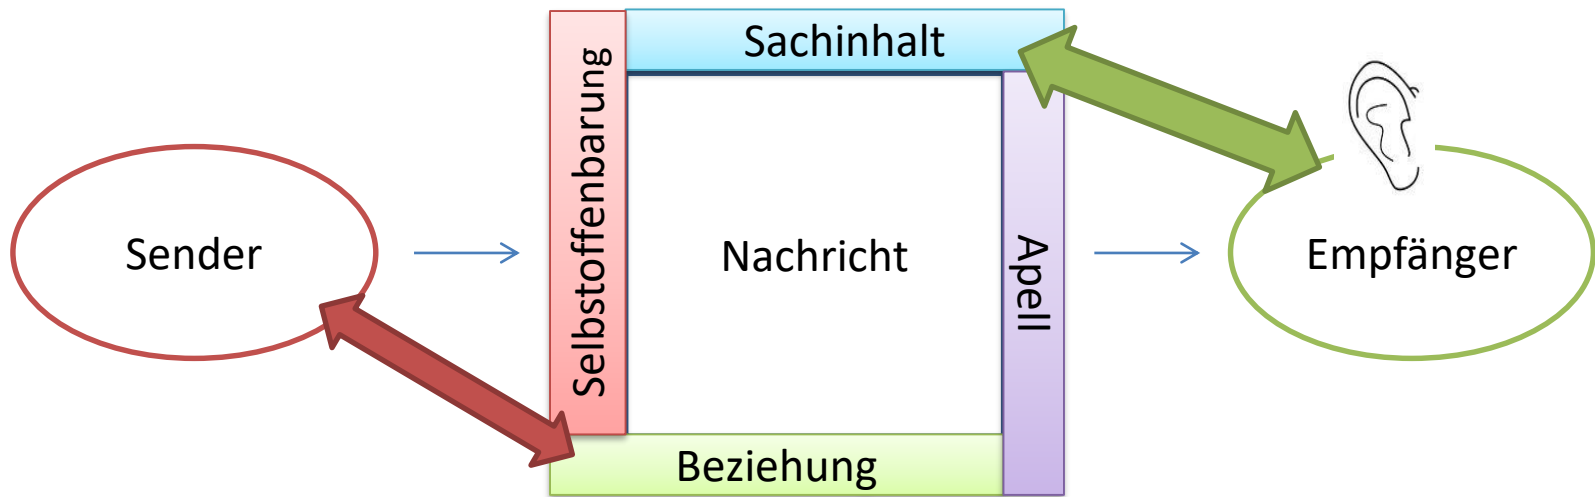 Sachinhalt
Selbstoffenbarung
Sender
Nachricht
Apell
Empfänger
Beziehung